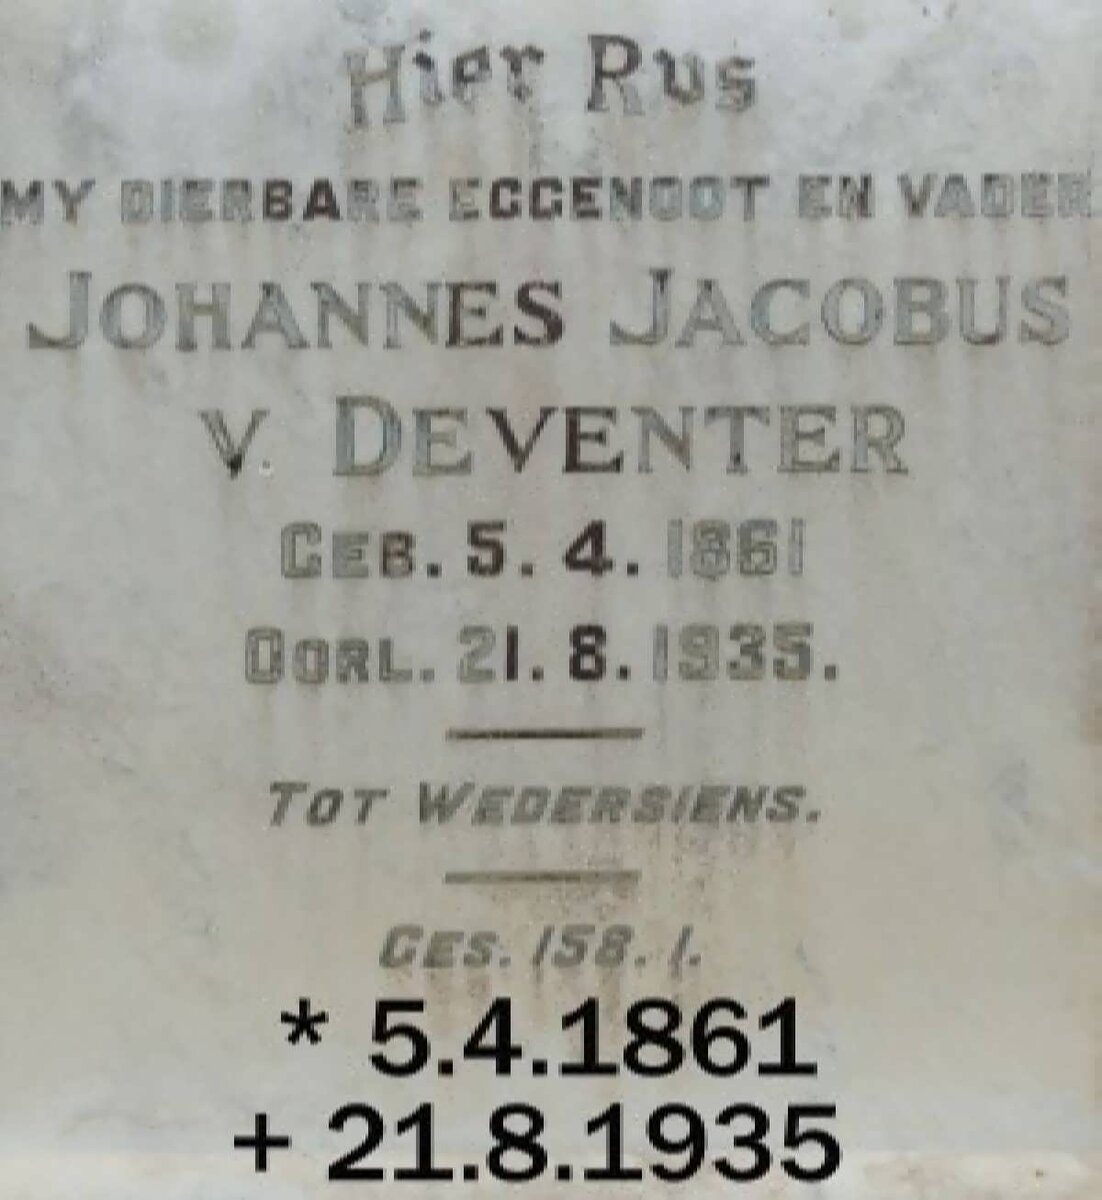 Hier Rus
MY DIERBARE EGGENOOT EN VADER
JOHANNES JACOBUS
V. DEVENTER
GEB. 5. 4. 1861
OORL. 21. 8. 1935.
TOT WEDERSIENS.
GES. 158. 1.
* 5.4.1861
+ 21.8.1935